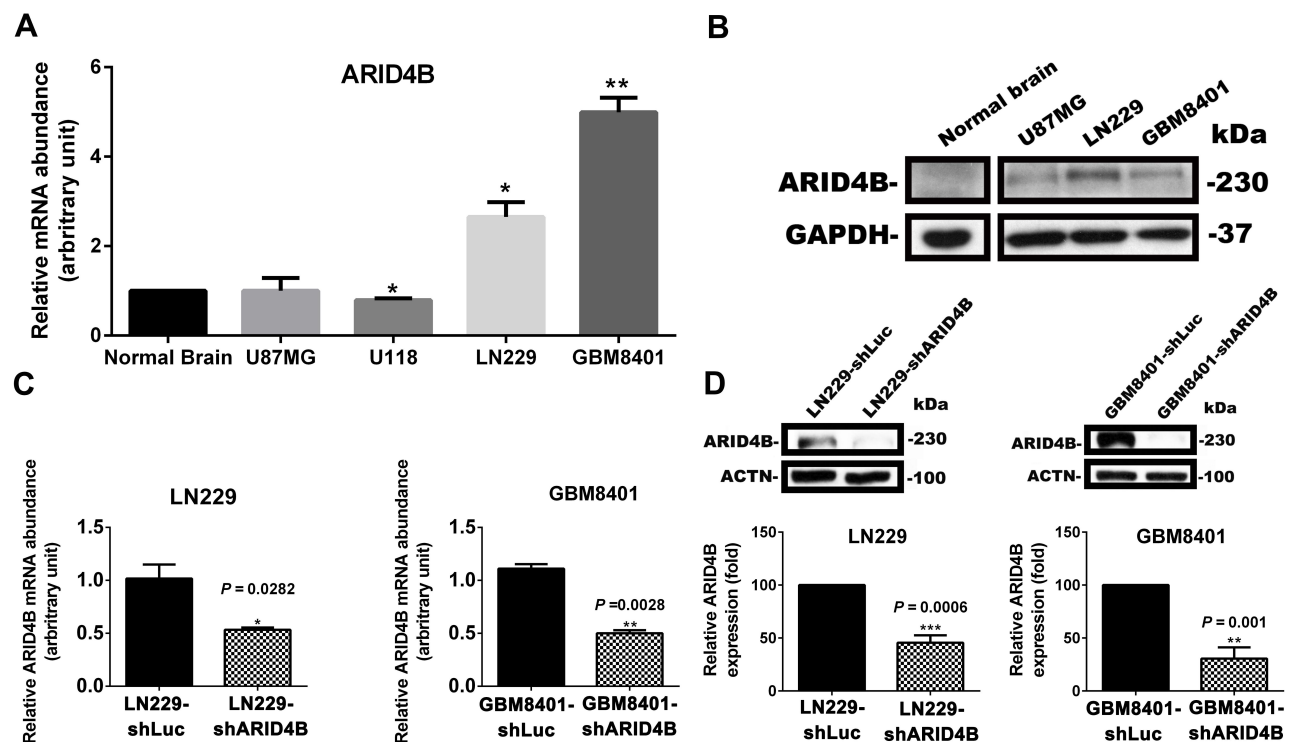 A
ARID4B
Relative mRNA abundance
(arbritrary unit)
6
4
2
0
*
*
**
Normal Brain
U87MG
U118
LN229
GBM8401
B
Normal brain
U87MG
LN229
GBM8401
kDa
ARID4B-
-230
GAPDH-
-37
C
LN229
Relative ARID4B mRNA abundance
(arbritrary unit)
1.5
1.0
0.5
0.0
P = 0.0282
*
LN229-
shLuc
LN229-
shARID4B
GBM8401
Relative ARID4B mRNA abundance
(arbritrary unit)
1.5
1.0
0.5
0.0
P =0.0028
**
GBM8401-
shLuc
GBM8401-
shARID4B
D
LN229-shLuc
LN229-shARID4B
kDa
ARID4B-
-230
ACTN-
-100
GBM8401-shLuc
GBM8401-shARID4B
kDa
ARID4B-
-230
ACTN-
-100
LN229
Relative ARID4B
expression (fold)
150
100
50
0
P = 0.0006
***
LN229-
shLuc
LN229-
shARID4B
GBM8401
Relative ARID4B
expression (fold)
150
100
50
0
P = 0.001
**
GBM8401-
shLuc
GBM8401-
shARID4B